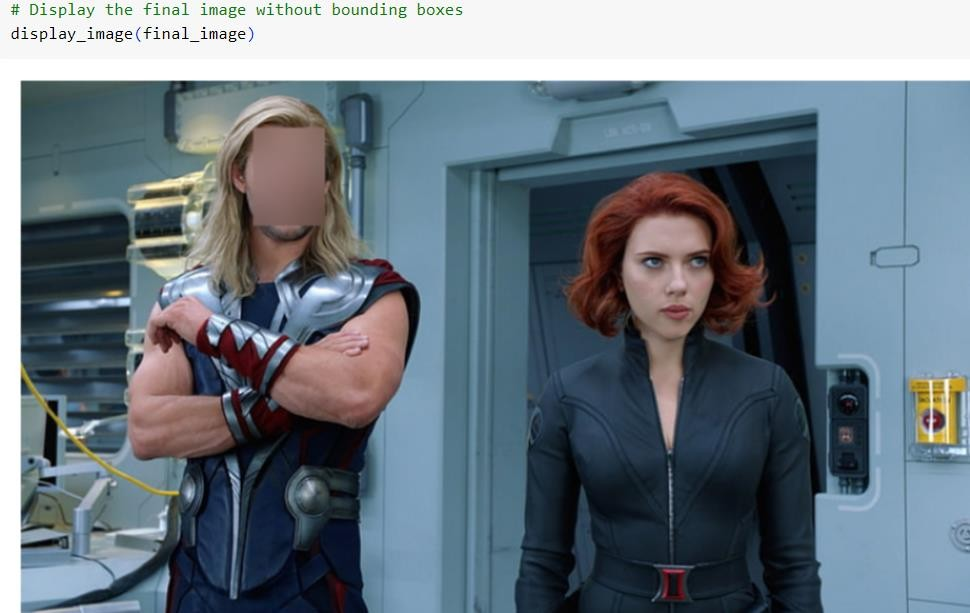 # Display the final image without bounding boxes
display_image(final_image)